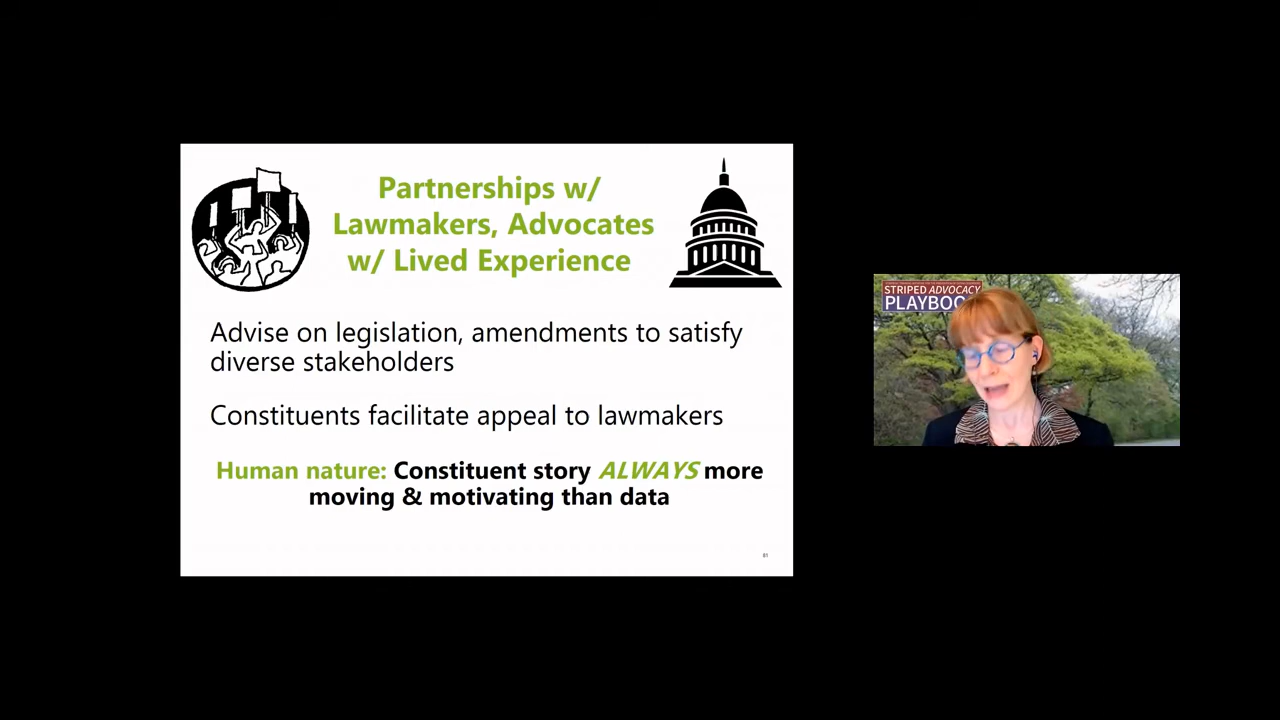 Partnerships w/
Lawmakers, Advocates
w/ Lived Experience
Advise on legislation, amendments to satisfy
diverse stakeholders
Constituents facilitate appeal to lawmakers
Human nature: Constituent story ALWAYS more
moving & motivating than data
STRIPED ADVOCACY
PLAYBOO